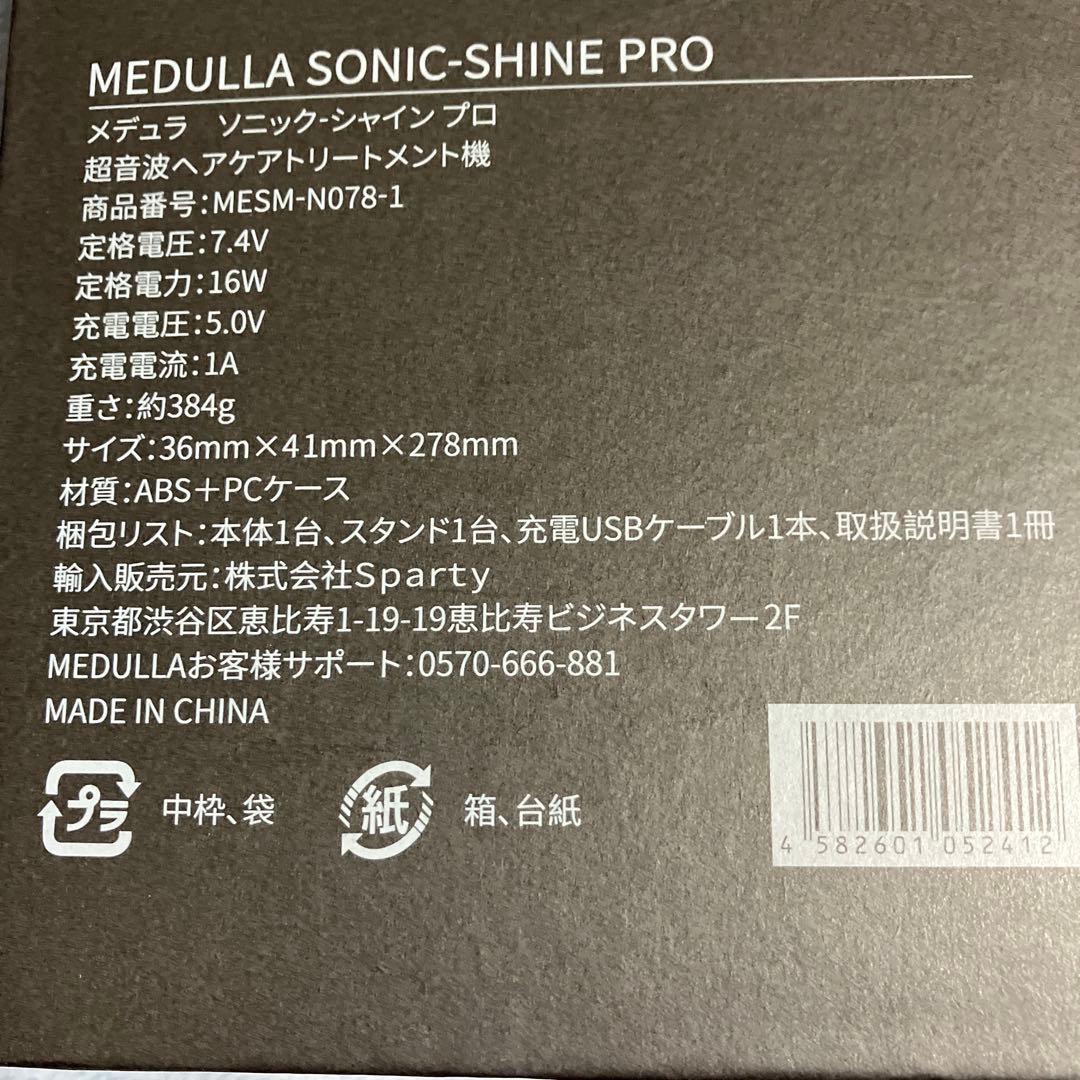 MEDULLA SONIC-SHINE PRO
メデュラ　ソニック-シャイン プロ
超音波ヘアケアトリートメント機
商品番号：MESM-N078-1
定格電圧：7.4V
定格電力：16W
充電電圧：5.0V
充電電流：1A
重さ：約384g
サイズ：36mm×41mm×278mm
材質：ABS＋PCケース
梱包リスト：本体1台、スタンド1台、充電USBケーブル1本、取扱説明書1冊
輸入販売元：株式会社Sparty
東京都渋谷区恵比寿1-19-19恵比寿ビジネスタワー2F
MEDULLAお客様サポート：0570-666-881
MADE IN CHINA
プラ 中枠、袋
紙 箱、台紙
4 582601 052412